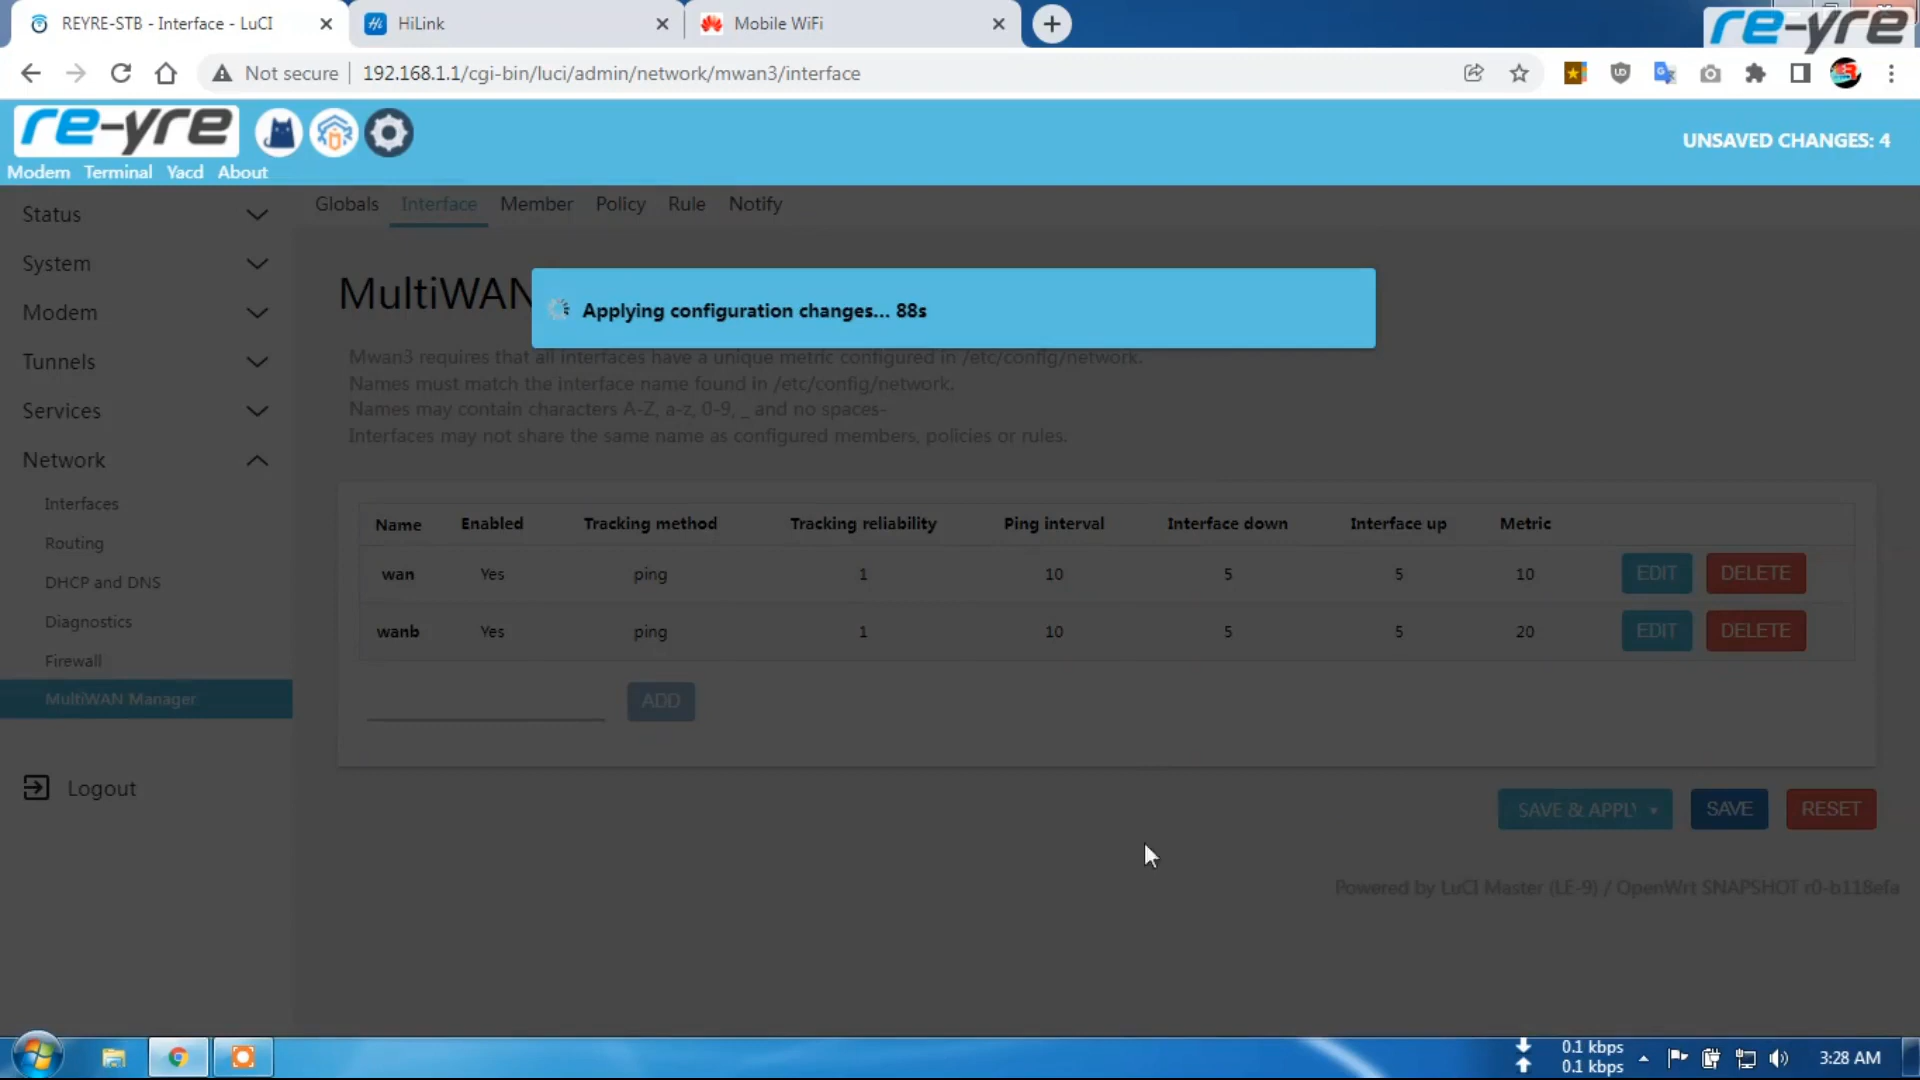 REYRE-STB - Interface - LuCI
HiLink
Mobile WiFi
re-yre
Not secure
192.168.1.1/cgi-bin/luci/admin/network/mwan3/interface
re-yre
UNSAVED CHANGES: 4
Modem Terminal Yacd About
Globals Interface Member Policy Rule Notify
Status
System
Modem
Tunnels
Services
Network
Interfaces
Routing
DHCP and DNS
Diagnostics
Firewall
MultiWAN Manager
Logout
MultiWAN
Applying configuration changes... 88s
Mwan3 requires that all interfaces have a unique metric configured in /etc/config/network.
Names must match the interface name found in /etc/config/network.
Names may contain characters A-Z, a-z, 0-9, _ and no spaces-
Interfaces may not share the same name as configured members, policies or rules.
Name Enabled Tracking method Tracking reliability Ping interval Interface down Interface up Metric
wan Yes ping 1 10 5 5 10 EDIT DELETE
wanb Yes ping 1 10 5 5 20 EDIT DELETE
ADD
SAVE & APPLY SAVE RESET
Powered by LuCI Master (LE-9) / OpenWrt SNAPSHOT r0-b118efa
0.1 kbps
0.1 kbps
3:28 AM